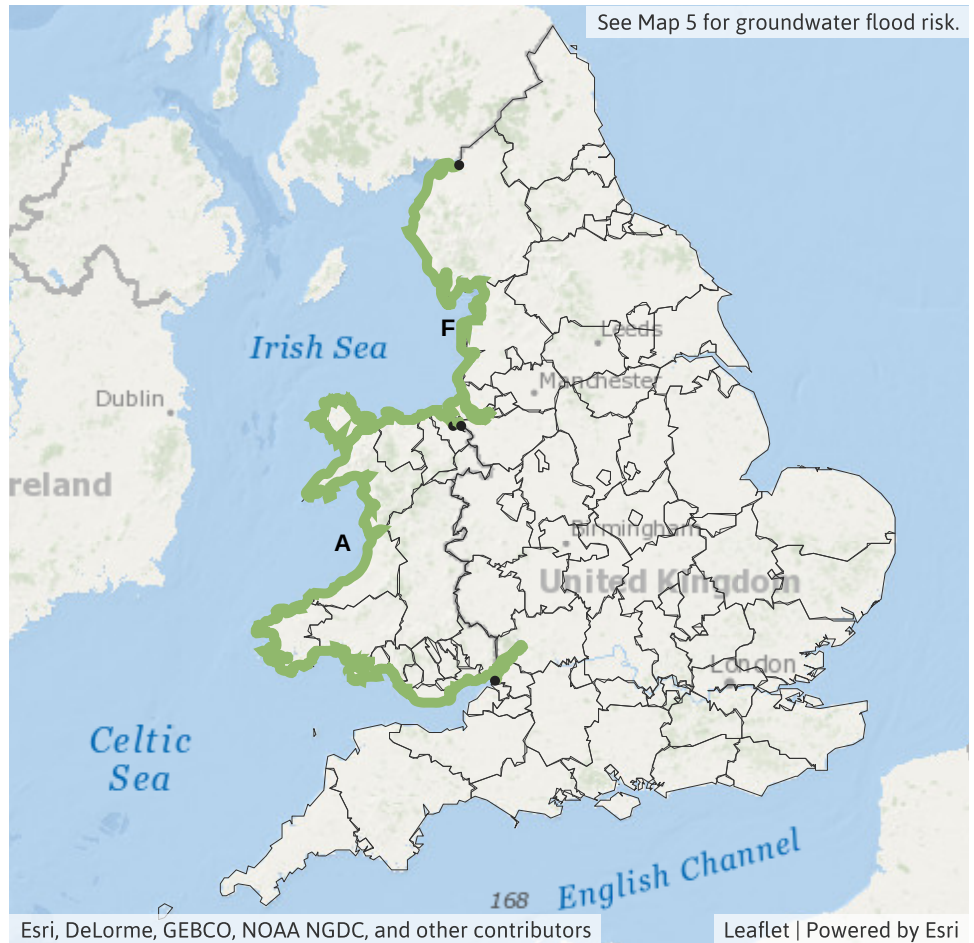 See Map 5 for groundwater flood risk.
F
Leeds
Irish Sea
Manchester
Dublin
reland
Birmingham
A
United Kingdom
London
Celtic
Sea
English Channel
168
Esri, DeLorme, GEBCO, NOAA NGDC, and other contributors
Leaflet | Powered by Esri